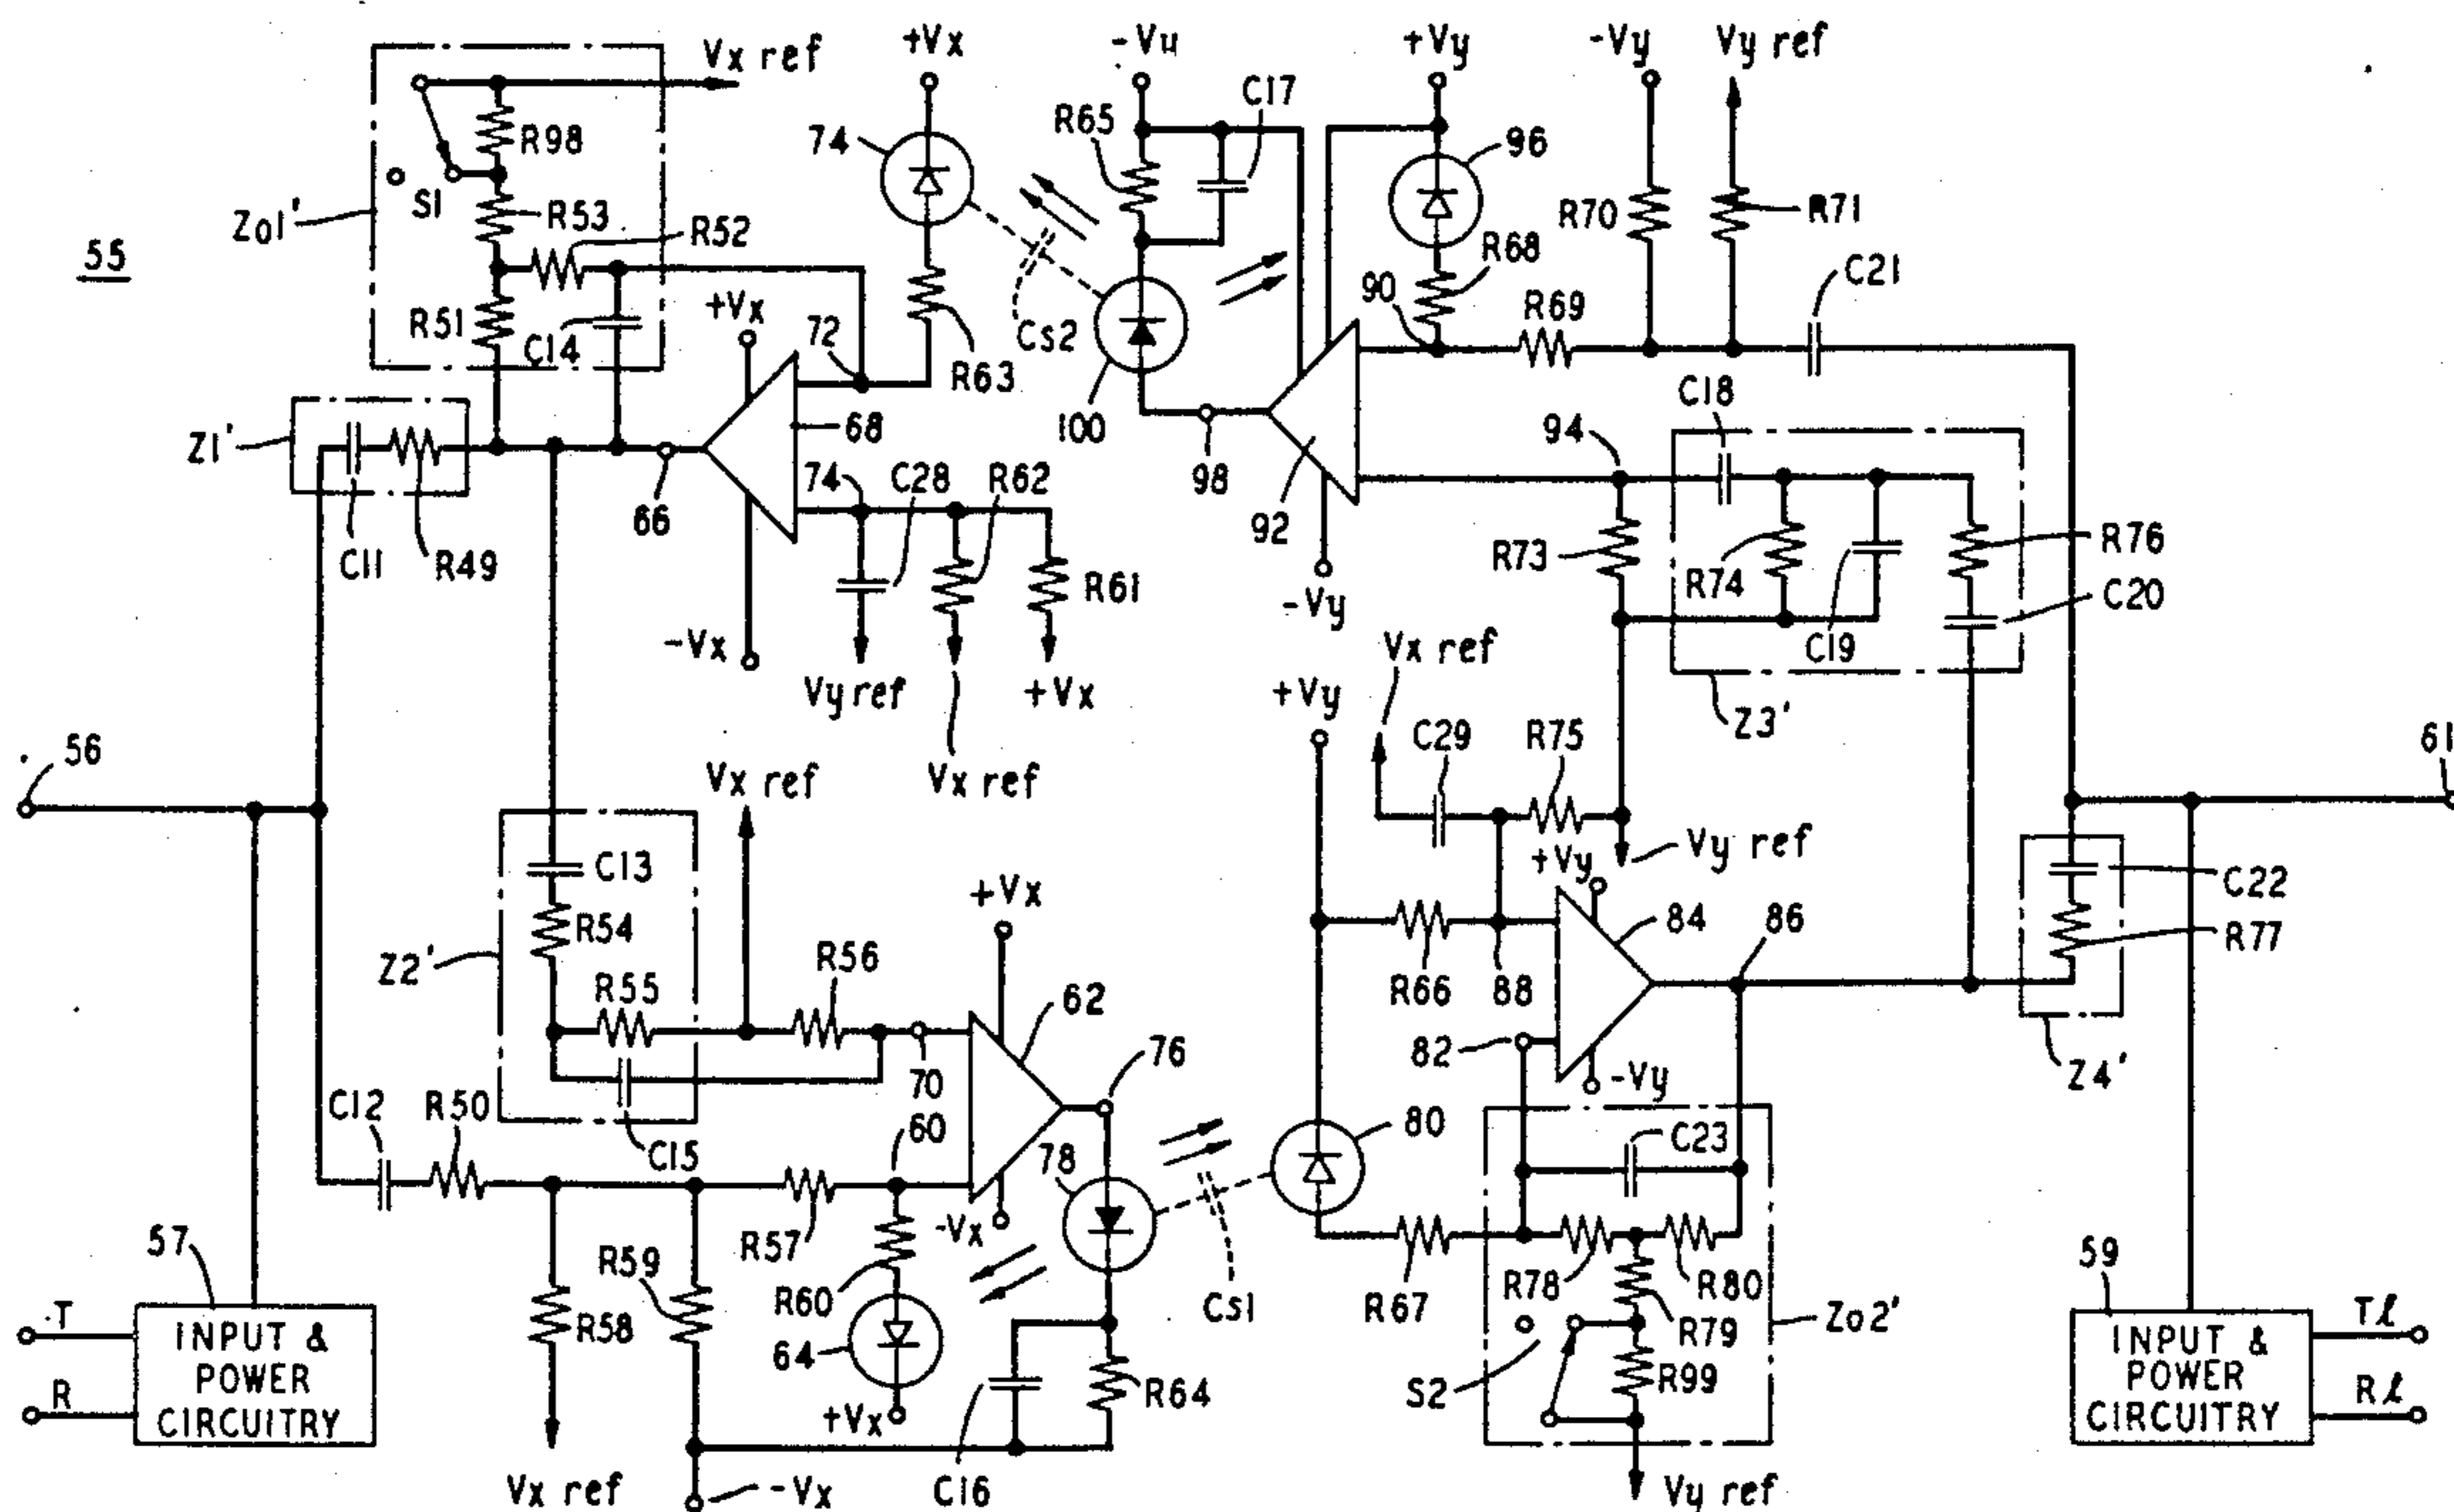 Vx ref
+Vx
-Vu
+Vy
-Vy
Vy ref
C17
R65
R98
74
96
S1
Zo1'
R53
R52
R70
R71
R68
55
C21
R51
+Vx
90
R69
C14
72
Cs2
R63
Z1'
68
100
C18
94
74
C28
R62
98
66
92
C11
R49
R61
R73
R74
R76
C20
-Vx
-Vy
C19
Vx ref
Vy ref
+Vx
+Vy
Z3'
56
C29
R75
61
Vx ref
Vx ref
Vy ref
+Vy
C13
C22
+Vx
84
86
R54
R77
Z2'
R56
R55
62
R66
88
82
76
70
-Vy
Z4'
C12
R50
60
80
C23
C15
78
-Vx
R57
57
R59
59
R60
Cs1
R67
R78
R80
T
R58
R79
Zo2'
Tl
INPUT &
POWER
CIRCUITRY
64
S2
R99
INPUT &
POWER
CIRCUITRY
R
R64
Rl
+Vx
Vx ref
-Vx
C16
Vy ref